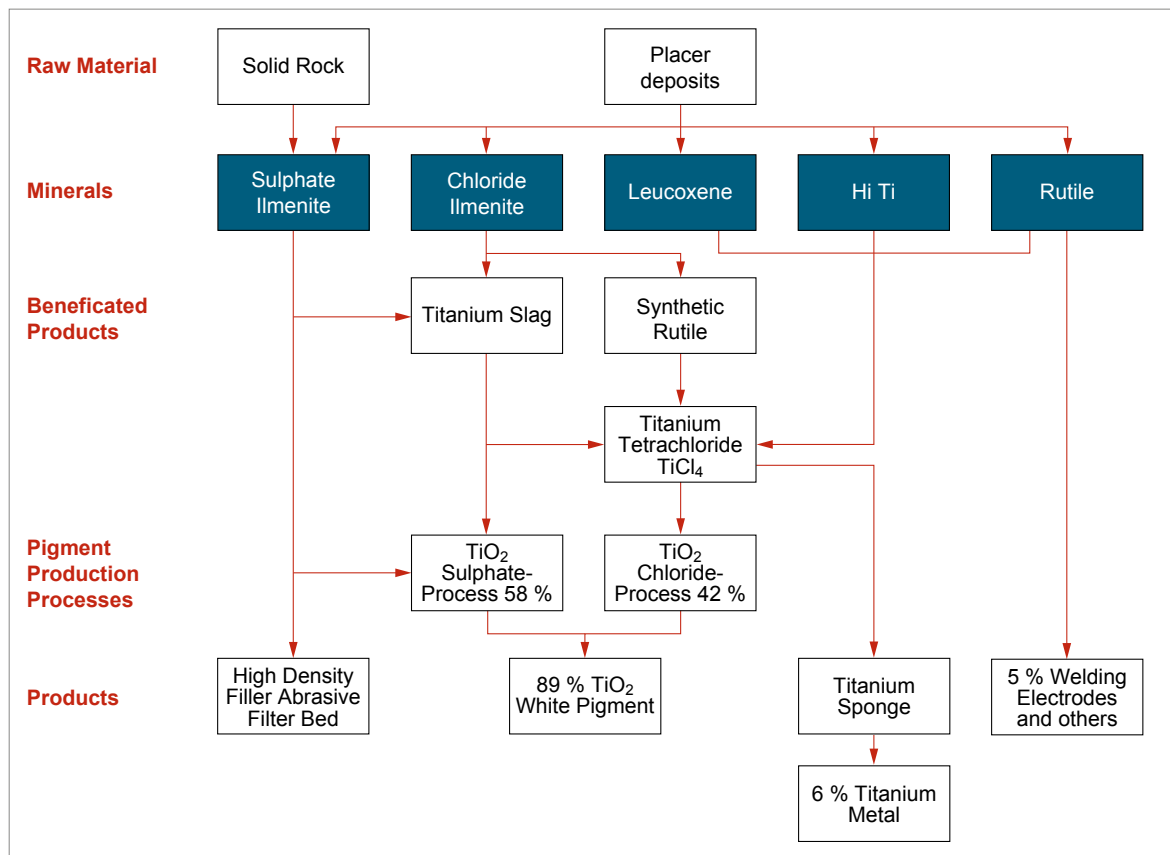 Raw Material
Solid Rock
Placer
deposits
Minerals
Sulphate
Ilmenite
Chloride
Ilmenite
Leucoxene
Hi Ti
Rutile
Beneficated
Products
Titanium Slag
Synthetic
Rutile
Titanium
Tetrachloride
TiCl₄
Pigment
Production
Processes
TiO₂
Sulphate-
Process 58 %
TiO₂
Chloride-
Process 42 %
Products
High Density
Filler Abrasive
Filter Bed
89 % TiO₂
White Pigment
Titanium
Sponge
5 % Welding
Electrodes
and others
6 % Titanium
Metal